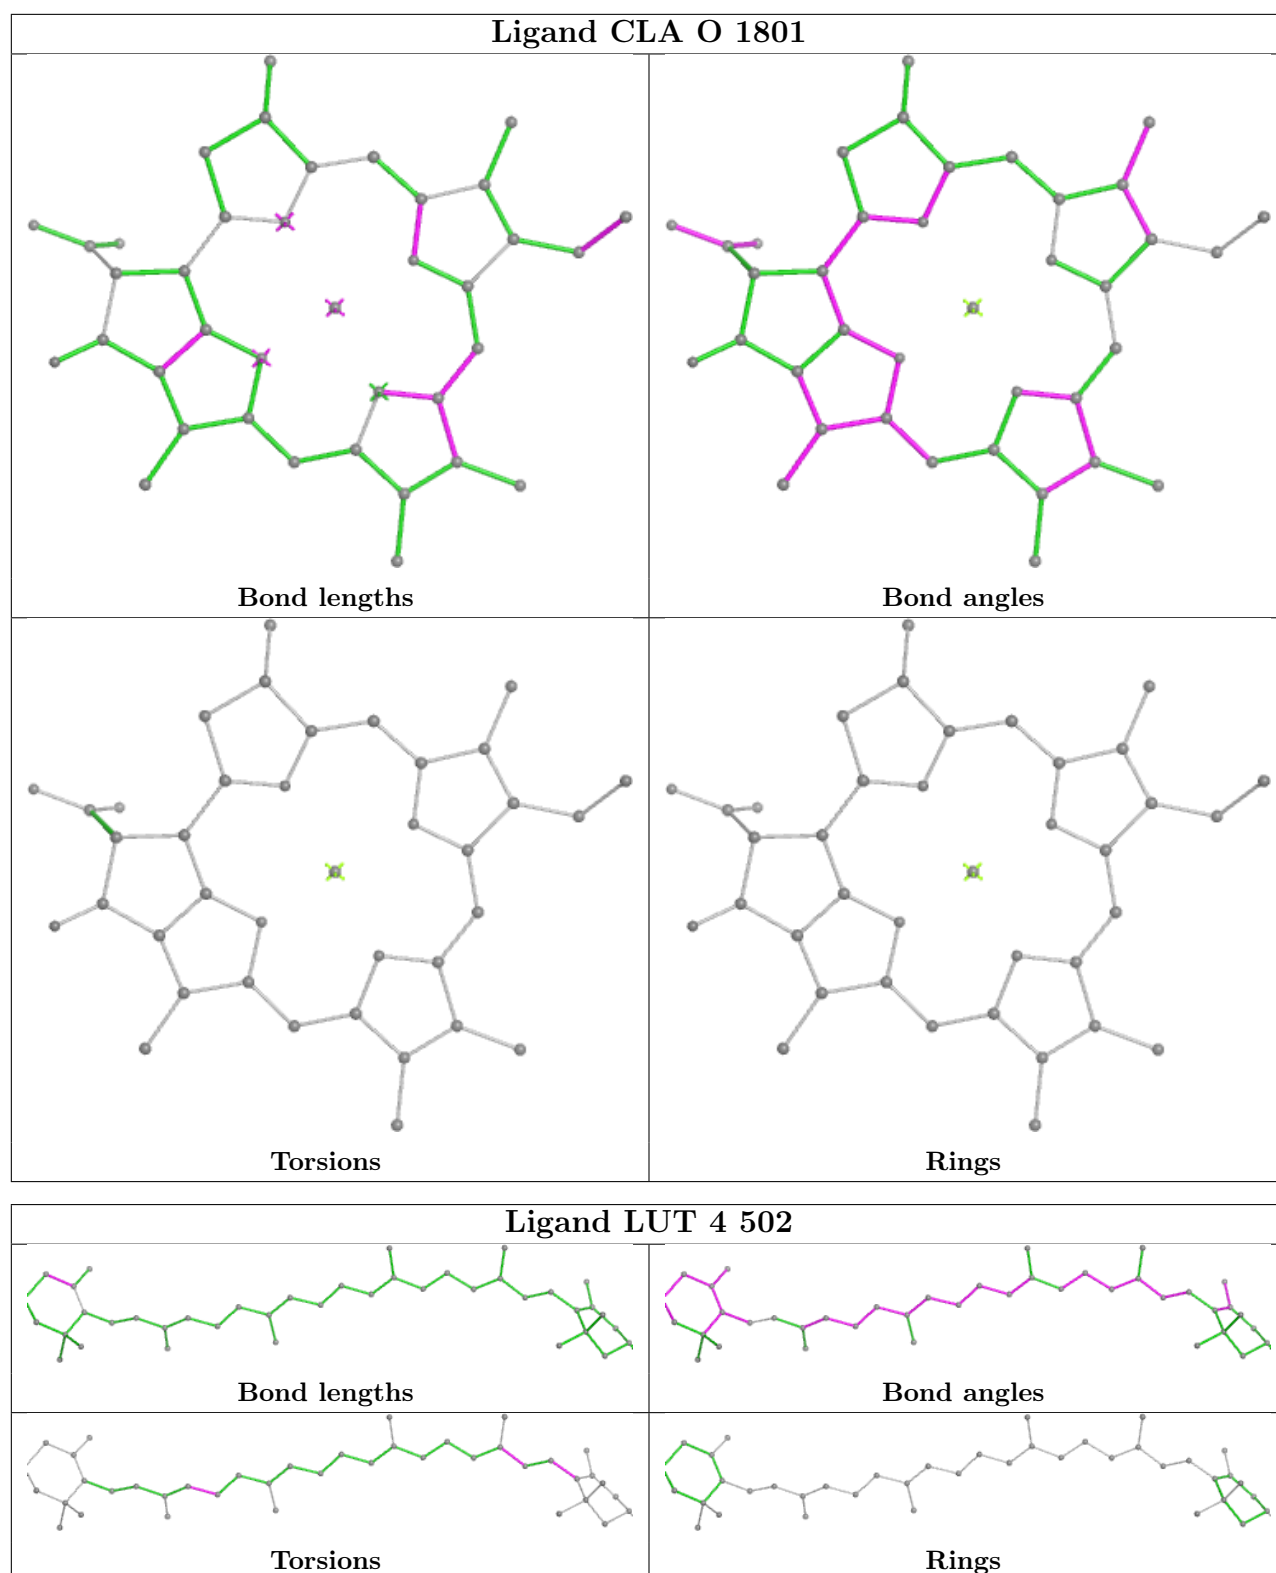 Ligand CLA O 1801
Bond lengths
Bond angles
Torsions
Rings
Ligand LUT 4 502
Bond lengths
Bond angles
Torsions
Rings